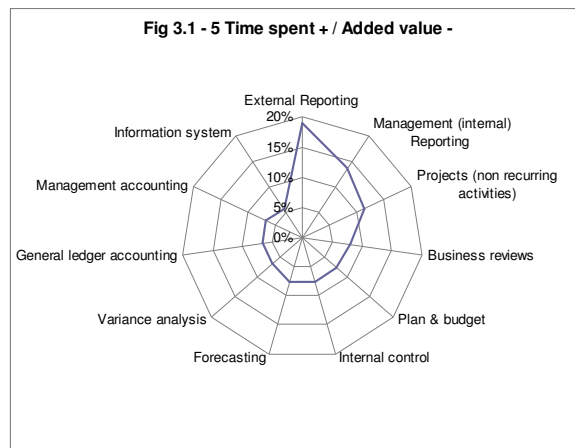 Fig 3.1 - 5 Time spent + / Added value -
External Reporting
20%
Management (internal)
Reporting
Information system
15%
Projects (non recurring
activities)
Management accounting
10%
5%
0%
General ledger accounting
Business reviews
Variance analysis
Plan & budget
Forecasting
Internal control